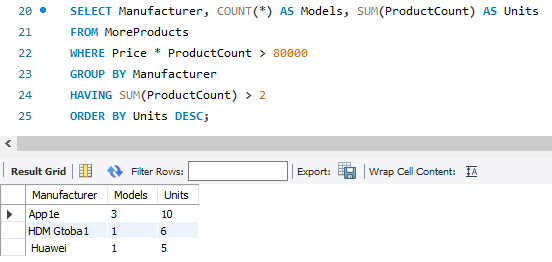 20 SELECT Manufacturer, COUNT(*) AS Models, SUM(ProductCount) AS Units
21 FROM MoreProducts
22 WHERE Price * ProductCount > 80000
23 GROUP BY Manufacturer
24 HAVING SUM(ProductCount) > 2
25 ORDER BY Units DESC;
Result Grid Filter Rows: Export: Wrap Cell Content: IA
Manufacturer Models Units
App1e 3 10
HDM Gtoba1 1 6
Huawei 1 5